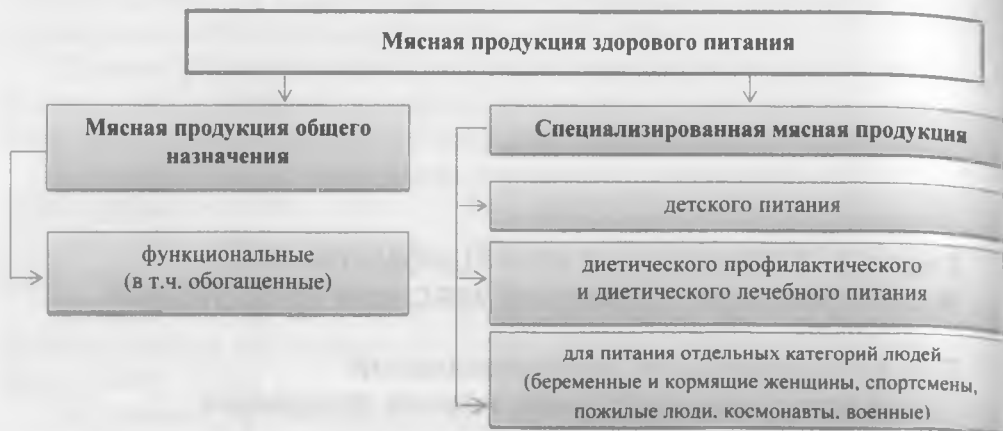 Мясная продукция здорового питания
Мясная продукция общего
назначения
функциональные
(в т.ч. обогащенные)
Специализированная мясная продукция
детского питания
диетического профилактического
и диетического лечебного питания
для питания отдельных категорий людей
(беременные и кормящие женщины, спортсмены,
пожилые люди, космонавты, военные)